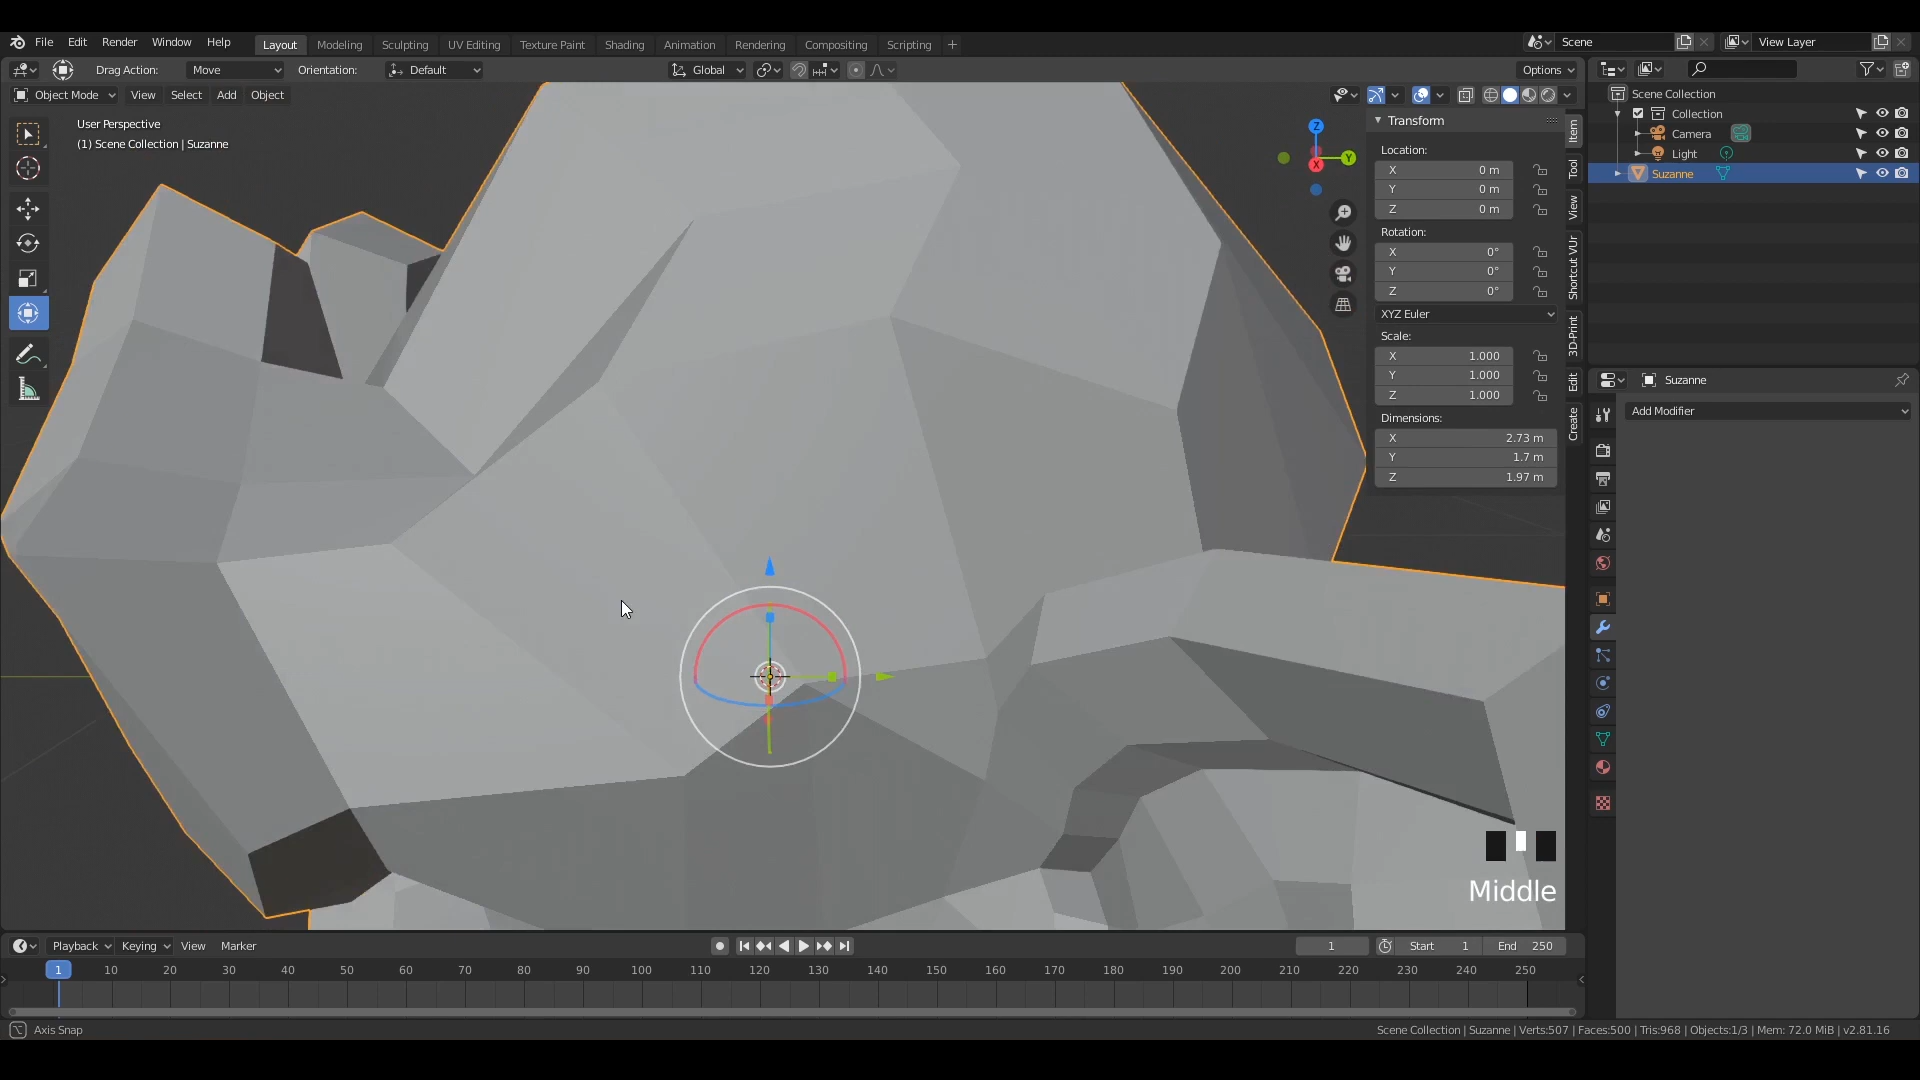 File Edit Render Window Help Layout Modeling Sculpting UV Editing Texture Paint Shading Animation Rendering Compositing Scripting + Scene View Layer
Drag Action: Move Orientation: Default Global Options
Object Mode View Select Add Object
User Perspective
(1) Scene Collection | Suzanne
Z
Y
X
Transform
Location:
X 0 m
Y 0 m
Z 0 m
Rotation:
X 0°
Y 0°
Z 0°
XYZ Euler
Scale:
X 1.000
Y 1.000
Z 1.000
Dimensions:
X 2.73 m
Y 1.7 m
Z 1.97 m
Item
Tool
View
Shortcut VUr
3D-Print
Edit
Create
Scene Collection
Collection
Camera
Light
Suzanne
Suzanne
Add Modifier
Middle
Playback Keying View Marker 1 Start 1 End 250
1 10 20 30 40 50 60 70 80 90 100 110 120 130 140 150 160 170 180 190 200 210 220 230 240 250
Axis Snap
Scene Collection | Suzanne | Verts:507 | Faces:500 | Tris:968 | Objects:1/3 | Mem: 72.0 MiB | v2.81.16